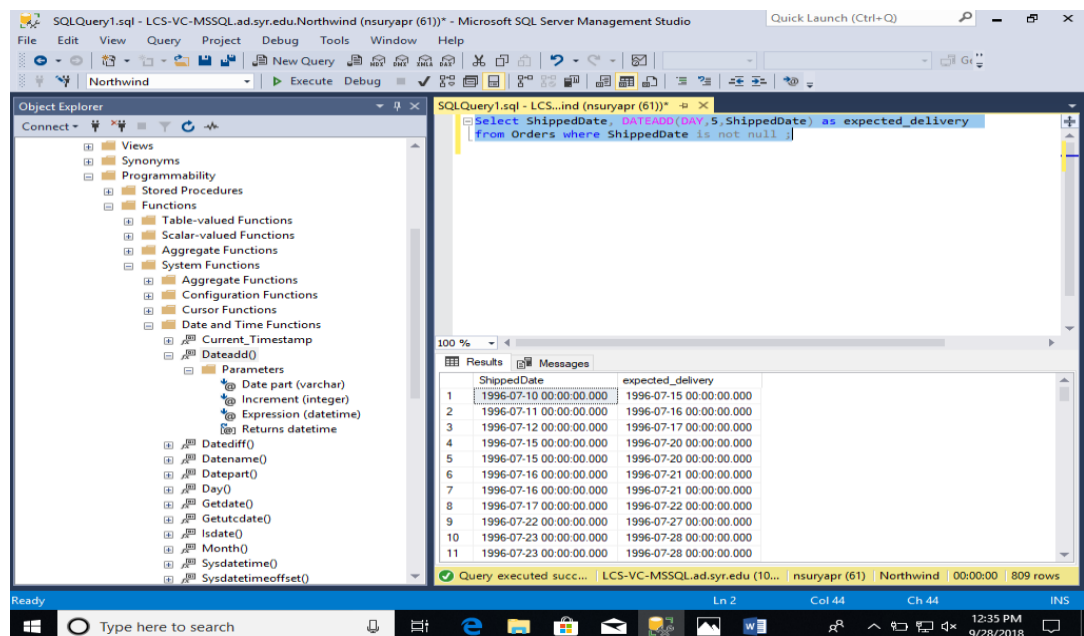 SQLQuery1.sql - LCS-VC-MSSQL.ad.syr.edu.Northwind (nsuryapr (61))* - Microsoft SQL Server Management Studio
Quick Launch (Ctrl+Q)
File Edit View Query Project Debug Tools Window Help
New Query
Northwind
Execute Debug
Object Explorer
Connect
Views
Synonyms
Programmability
Stored Procedures
Functions
Table-valued Functions
Scalar-valued Functions
Aggregate Functions
System Functions
Aggregate Functions
Configuration Functions
Cursor Functions
Date and Time Functions
Current_Timestamp
Dateadd()
Parameters
Date part (varchar)
Increment (integer)
Expression (datetime)
Returns datetime
Datediff()
Datename()
Datepart()
Day()
Getdate()
Getutcdate()
Isdate()
Month()
Sysdatetime()
Sysdatetimeoffset()
SQLQuery1.sql - LCS...ind (nsuryapr (61))*
Select ShippedDate, DATEADD(DAY,5,ShippedDate) as expected_delivery
from Orders where ShippedDate is not null ;
100 %
Results Messages
ShippedDate expected_delivery
1 1996-07-10 00:00:00.000 1996-07-15 00:00:00.000
2 1996-07-11 00:00:00.000 1996-07-16 00:00:00.000
3 1996-07-12 00:00:00.000 1996-07-17 00:00:00.000
4 1996-07-15 00:00:00.000 1996-07-20 00:00:00.000
5 1996-07-15 00:00:00.000 1996-07-20 00:00:00.000
6 1996-07-16 00:00:00.000 1996-07-21 00:00:00.000
7 1996-07-16 00:00:00.000 1996-07-21 00:00:00.000
8 1996-07-17 00:00:00.000 1996-07-22 00:00:00.000
9 1996-07-22 00:00:00.000 1996-07-27 00:00:00.000
10 1996-07-23 00:00:00.000 1996-07-28 00:00:00.000
11 1996-07-23 00:00:00.000 1996-07-28 00:00:00.000
Query executed succ... LCS-VC-MSSQL.ad.syr.edu (10... nsuryapr (61) Northwind 00:00:00 809 rows
Ready Ln 2 Col 44 Ch 44 INS
Type here to search
12:35 PM
9/28/2018